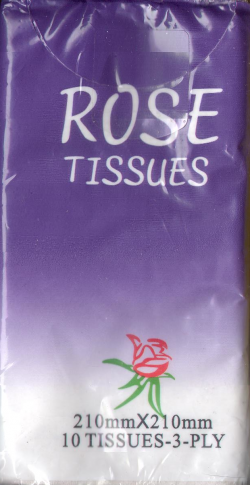 ROSE
TISSUES
210mmX210mm
10 TISSUES-3-PLY